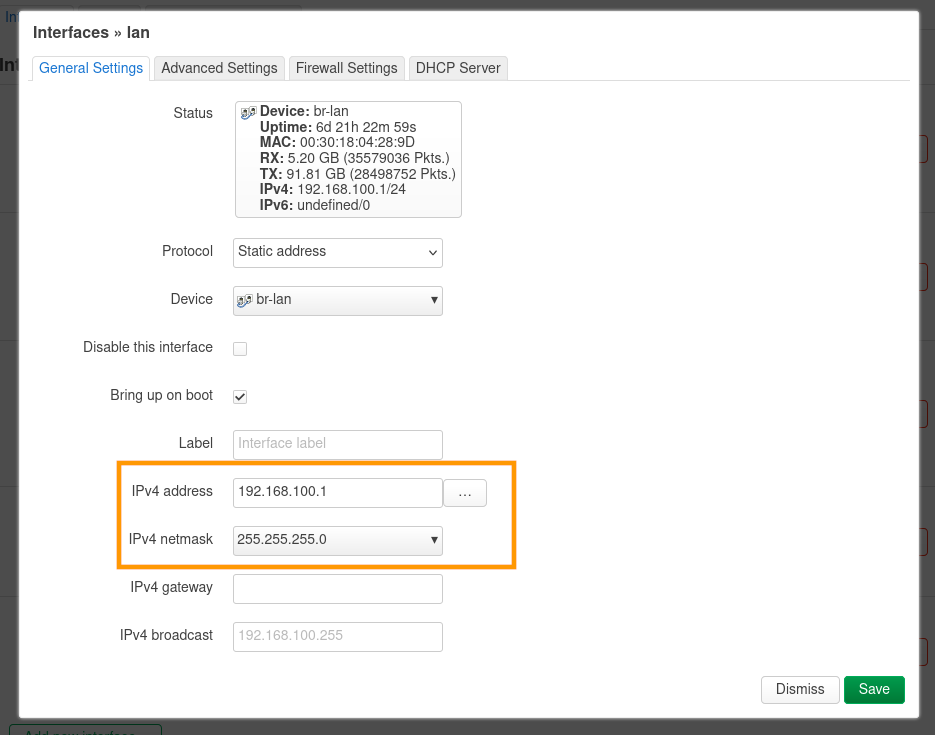 Interfaces » lan
General Settings
Advanced Settings
Firewall Settings
DHCP Server
Status
Device: br-lan
Uptime: 6d 21h 22m 59s
MAC: 00:30:18:04:28:9D
RX: 5.20 GB (35579036 Pkts.)
TX: 91.81 GB (28498752 Pkts.)
IPv4: 192.168.100.1/24
IPv6: undefined/0
Protocol
Static address
Device
br-lan
Disable this interface
Bring up on boot
Label
Interface label
IPv4 address
192.168.100.1
...
IPv4 netmask
255.255.255.0
IPv4 gateway
IPv4 broadcast
192.168.100.255
Dismiss
Save
Add new interface...